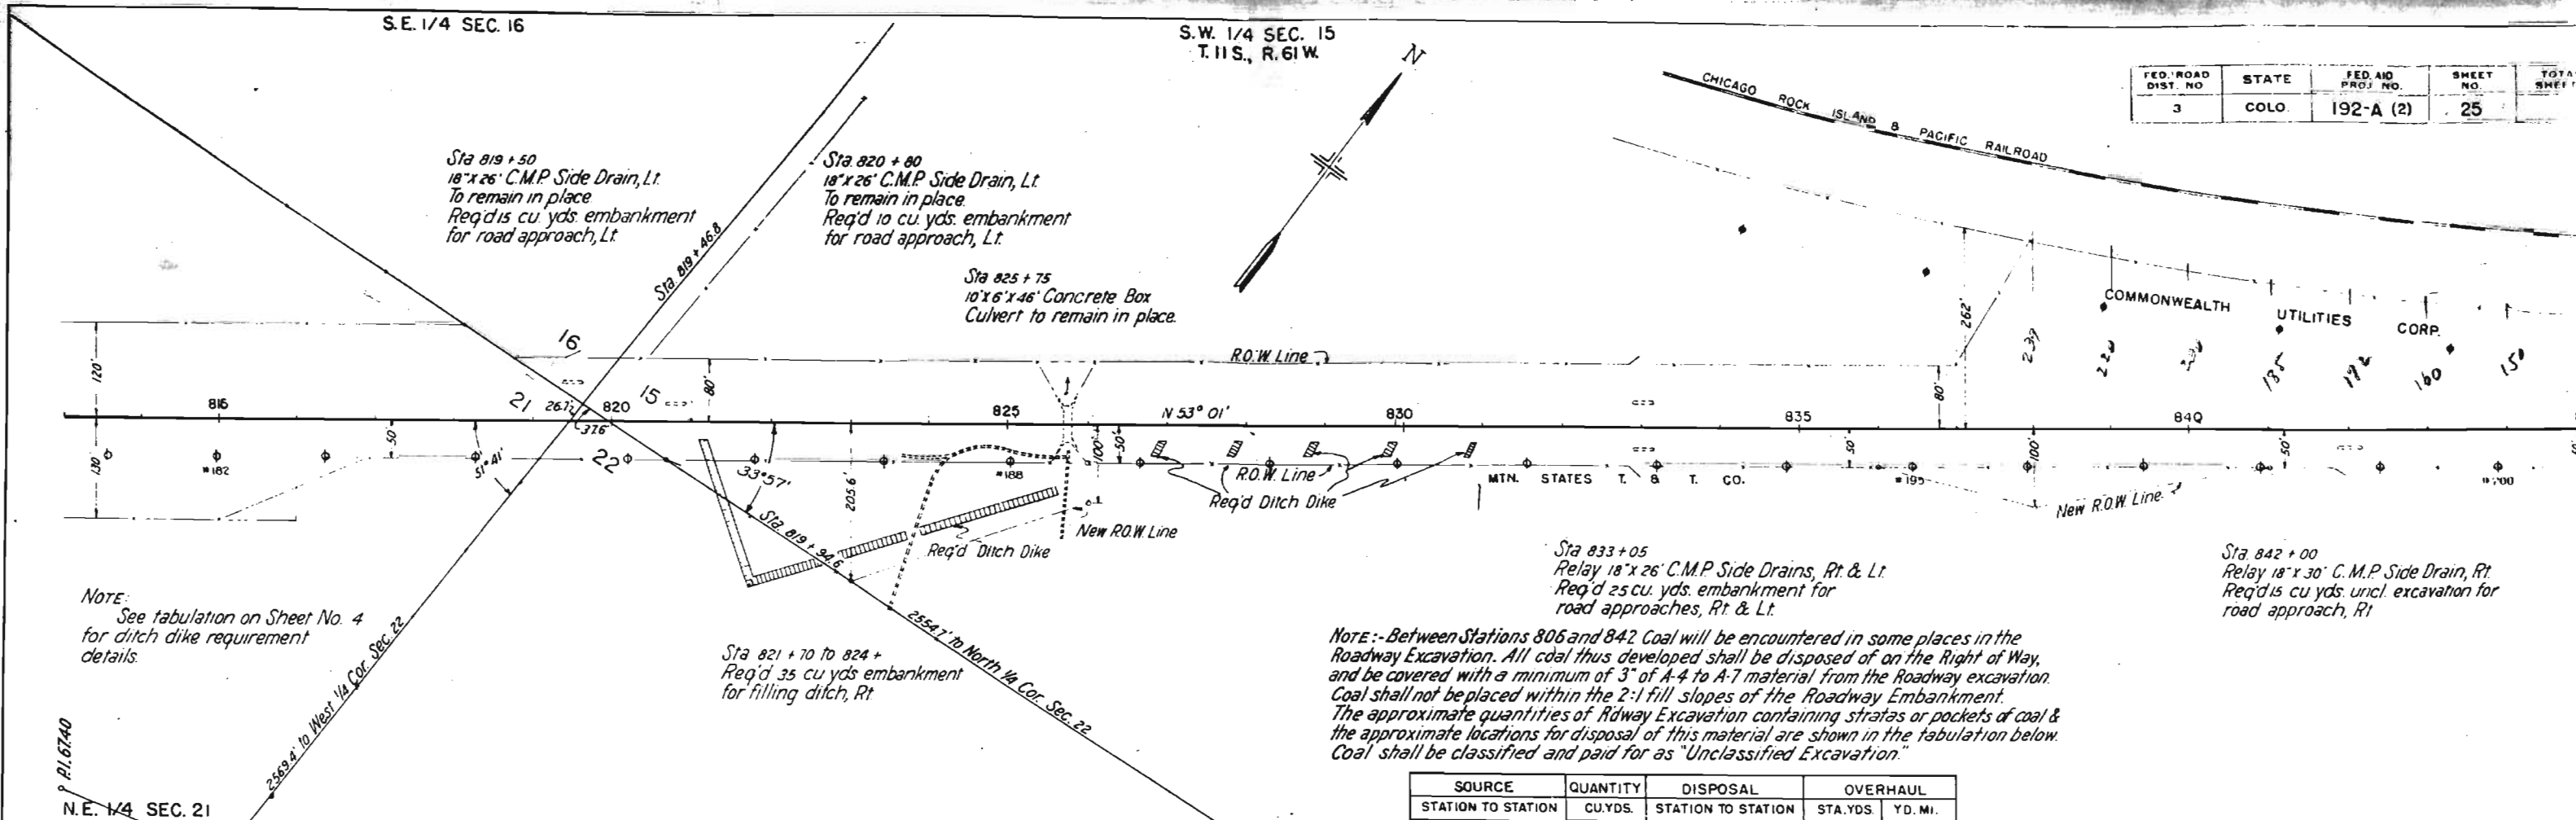 S.E. 1/4 SEC. 16
S.W. 1/4 SEC. 15
T. 11 S., R. 61 W.
N
CHICAGO ROCK ISLAND & PACIFIC RAILROAD
FED. ROAD DIST. NO
STATE
FED. AID PROJ. NO.
SHEET NO.
3
COLO.
192-A (2)
25
Sta 819 + 50
18" X 26' C.M.P. Side Drain, Lt.
To remain in place.
Req'd 15 cu. yds. embankment
for road approach, Lt.
Sta. 820 + 80
18" X 26' C.M.P. Side Drain, Lt.
To remain in place.
Req'd 10 cu. yds. embankment
for road approach, Lt.
Sta 825 + 75
10' X 6' X 46' Concrete Box
Culvert to remain in place.
Sta 819 + 46.8
COMMONWEALTH UTILITIES CORP.
262'
239
220
185
192
160
150
R.O.W. Line
120'
16
15
80'
80'
21
26.7'
816
820
825
N 53° 01'
830
835
840
37.6
130'
50'
51° 41'
22
#182
33° 57'
205.6'
#188
100'
50'
R.O.W. Line
Req'd Ditch Dike
MTN. STATES T. & T. CO.
50'
#195
100'
50'
#200
New R.O.W. Line
Sta. 819 + 94.6
Req'd Ditch Dike
New R.O.W. Line
NOTE:
See tabulation on Sheet No. 4
for ditch dike requirement
details.
2569.4' to West 1/4 Cor. Sec. 22
2554.7' to North 1/4 Cor. Sec. 22
Sta 821 + 70 to 824 +
Req'd 35 cu yds embankment
for filling ditch, Rt
Sta 833 + 05
Relay 18" x 26' C.M.P. Side Drains, Rt. & Lt.
Req'd 25 cu. yds. embankment for
road approaches, Rt & Lt.
Sta. 842 + 00
Relay 18" x 30' C.M.P. Side Drain, Rt.
Req'd 15 cu yds. uncl. excavation for
road approach, Rt
NOTE:- Between Stations 806 and 842 Coal will be encountered in some places in the
Roadway Excavation. All coal thus developed shall be disposed of on the Right of Way,
and be covered with a minimum of 3" of A-4 to A-7 material from the Roadway excavation.
Coal shall not be placed within the 2:1 fill slopes of the Roadway Embankment.
The approximate quantities of R'dway Excavation containing stratas or pockets of coal &
the approximate locations for disposal of this material are shown in the tabulation below.
Coal shall be classified and paid for as "Unclassified Excavation."
P.I. 67.40
N.E. 1/4 SEC. 21
SOURCE
QUANTITY
DISPOSAL
OVERHAUL
STATION TO STATION
CU.YDS.
STATION TO STATION
STA.YDS.
YD. MI.